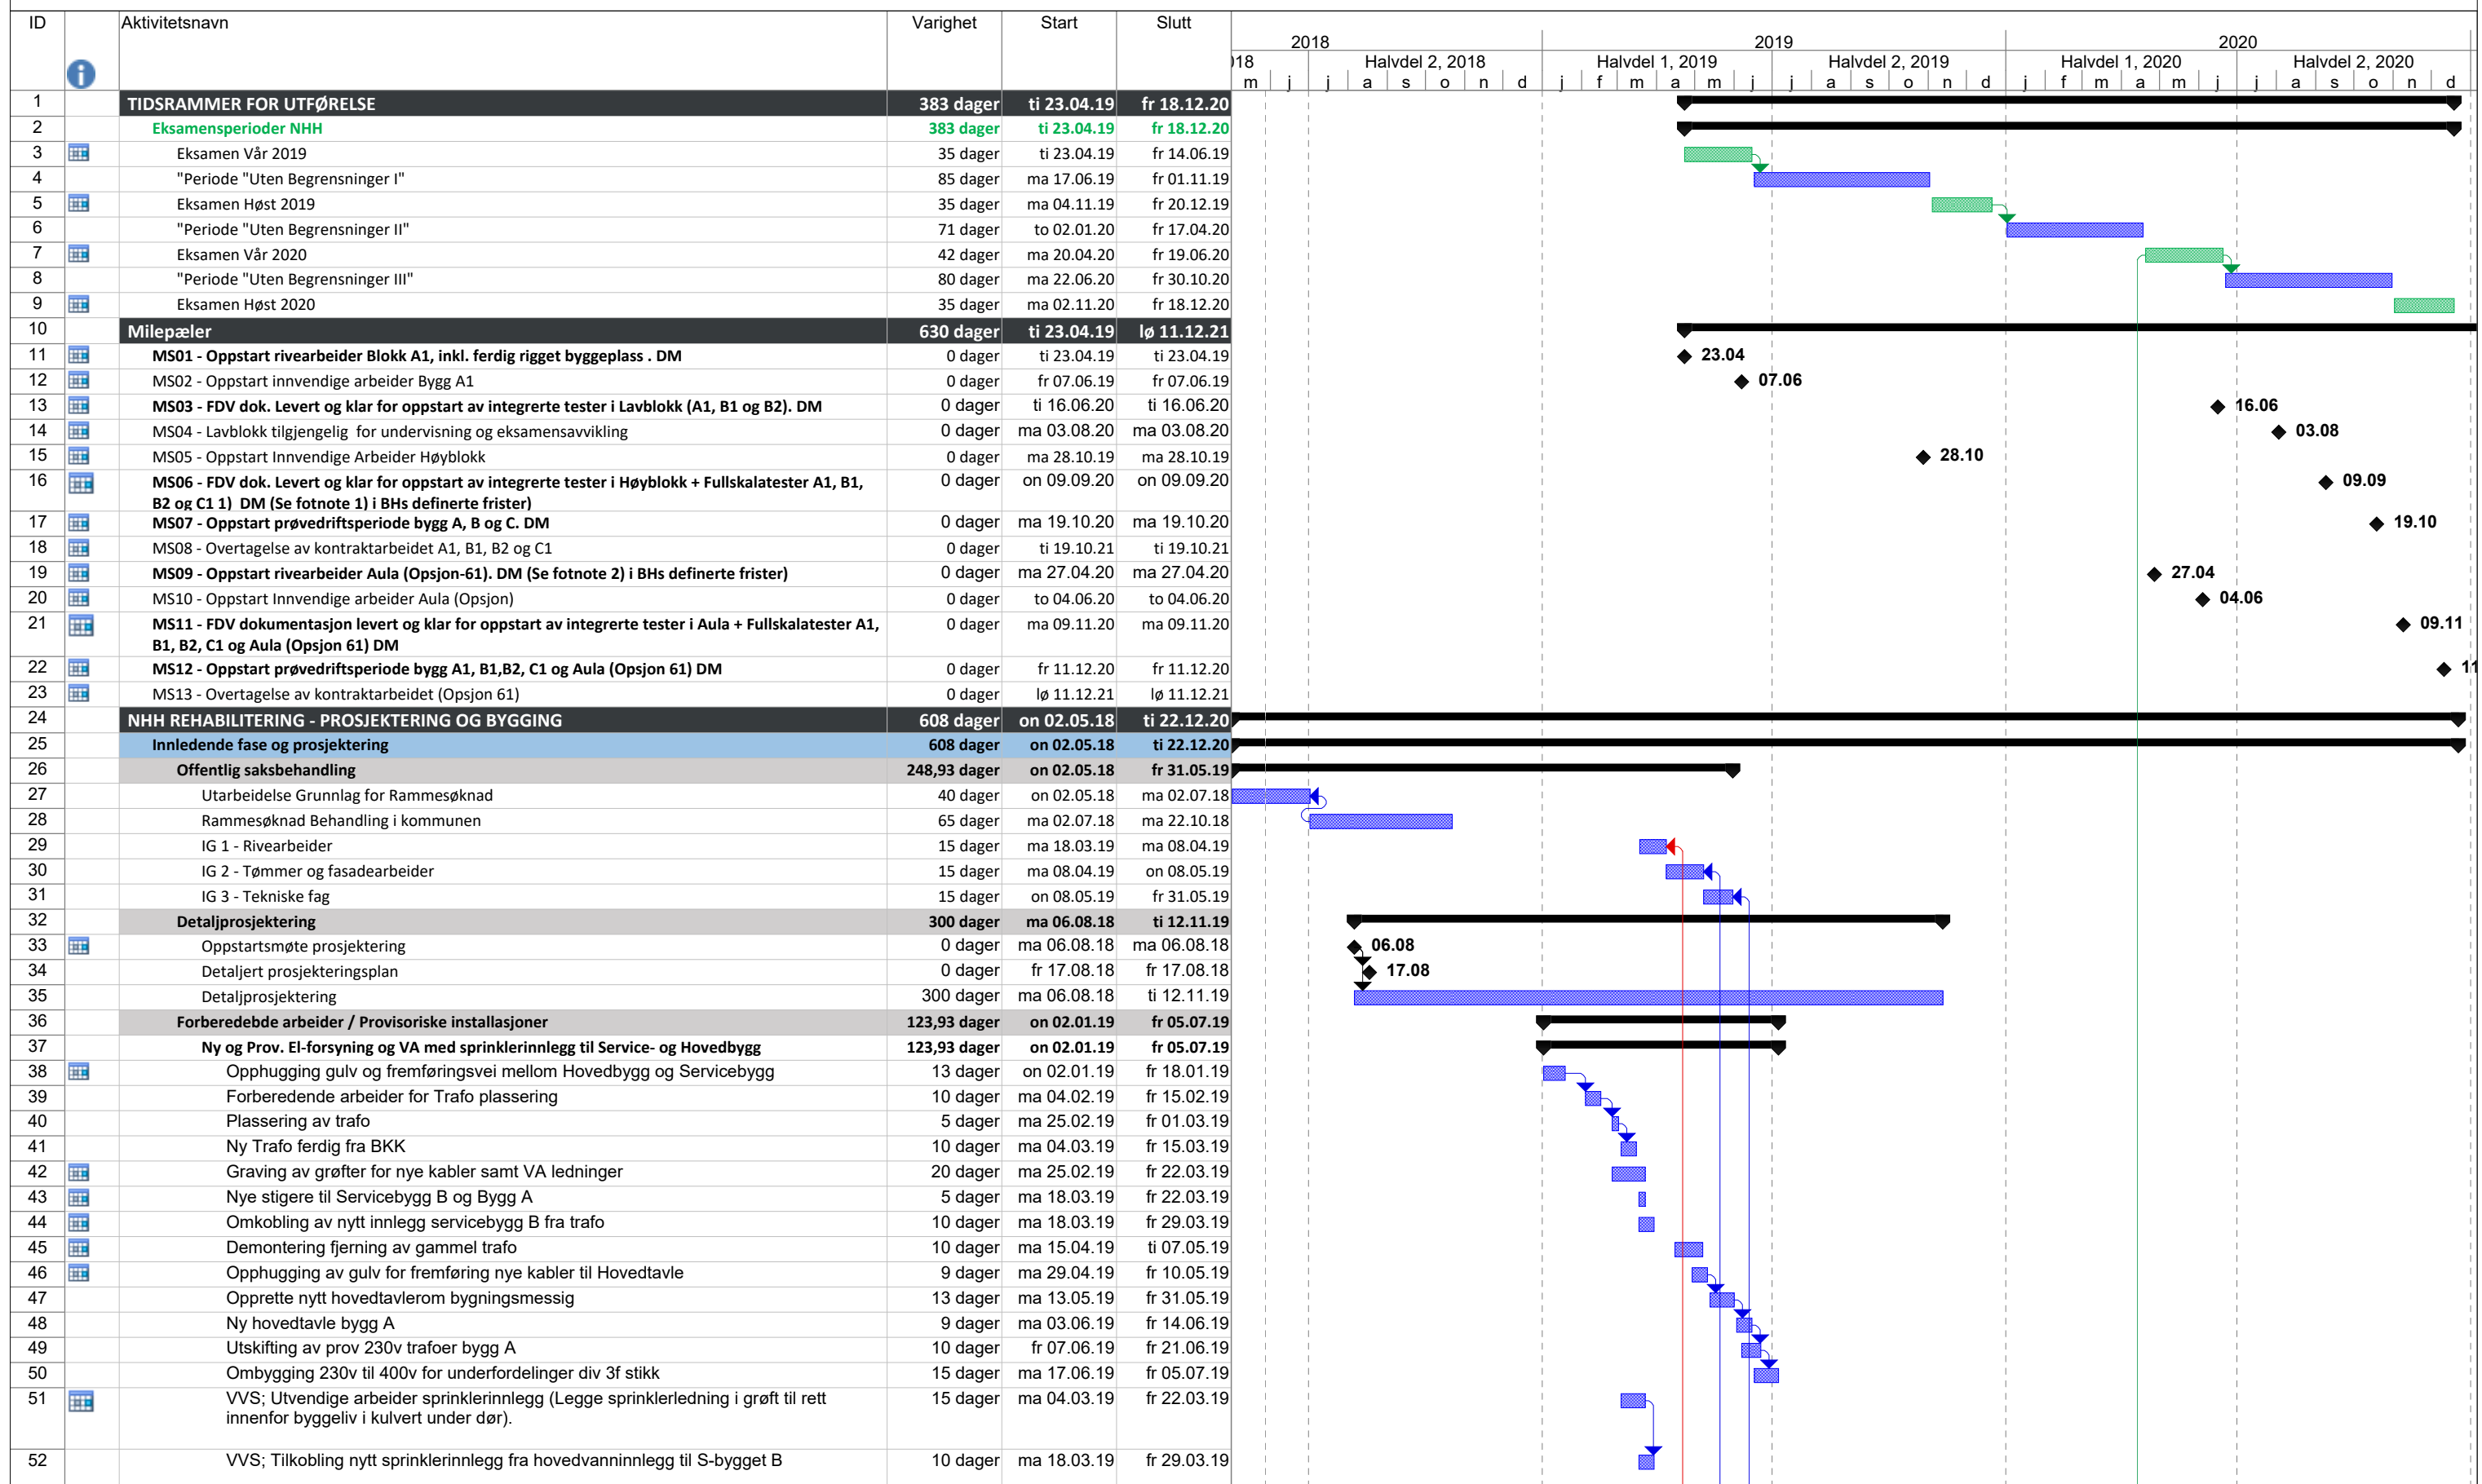 ID Aktivitetsnavn Varighet Start Slutt
2018 2019 2020
18 Halvdel 2, 2018 Halvdel 1, 2019 Halvdel 2, 2019 Halvdel 1, 2020 Halvdel 2, 2020
m j j a s o n d j f m a m j j a s o n d j f m a m j j a s o n d
1 TIDSRAMMER FOR UTFØRELSE 383 dager ti 23.04.19 fr 18.12.20
2 Eksamensperioder NHH 383 dager ti 23.04.19 fr 18.12.20
3 Eksamen Vår 2019 35 dager ti 23.04.19 fr 14.06.19
4 "Periode "Uten Begrensninger I" 85 dager ma 17.06.19 fr 01.11.19
5 Eksamen Høst 2019 35 dager ma 04.11.19 fr 20.12.19
6 "Periode "Uten Begrensninger II" 71 dager to 02.01.20 fr 17.04.20
7 Eksamen Vår 2020 42 dager ma 20.04.20 fr 19.06.20
8 "Periode "Uten Begrensninger III" 80 dager ma 22.06.20 fr 30.10.20
9 Eksamen Høst 2020 35 dager ma 02.11.20 fr 18.12.20
10 Milepæler 630 dager ti 23.04.19 lø 11.12.21
11 MS01 - Oppstart rivearbeider Blokk A1, inkl. ferdig rigget byggeplass . DM 0 dager ti 23.04.19 ti 23.04.19 23.04
12 MS02 - Oppstart innvendige arbeider Bygg A1 0 dager fr 07.06.19 fr 07.06.19 07.06
13 MS03 - FDV dok. Levert og klar for oppstart av integrerte tester i Lavblokk (A1, B1 og B2). DM 0 dager ti 16.06.20 ti 16.06.20 16.06
14 MS04 - Lavblokk tilgjengelig for undervisning og eksamensavvikling 0 dager ma 03.08.20 ma 03.08.20 03.08
15 MS05 - Oppstart Innvendige Arbeider Høyblokk 0 dager ma 28.10.19 ma 28.10.19 28.10
16 MS06 - FDV dok. Levert og klar for oppstart av integrerte tester i Høyblokk + Fullskalatester A1, B1, 0 dager on 09.09.20 on 09.09.20 09.09
B2 og C1 1) DM (Se fotnote 1) i BHs definerte frister)
17 MS07 - Oppstart prøvedriftsperiode bygg A, B og C. DM 0 dager ma 19.10.20 ma 19.10.20 19.10
18 MS08 - Overtagelse av kontraktarbeidet A1, B1, B2 og C1 0 dager ti 19.10.21 ti 19.10.21
19 MS09 - Oppstart rivearbeider Aula (Opsjon-61). DM (Se fotnote 2) i BHs definerte frister) 0 dager ma 27.04.20 ma 27.04.20 27.04
20 MS10 - Oppstart Innvendige arbeider Aula (Opsjon) 0 dager to 04.06.20 to 04.06.20 04.06
21 MS11 - FDV dokumentasjon levert og klar for oppstart av integrerte tester i Aula + Fullskalatester A1, 0 dager ma 09.11.20 ma 09.11.20 09.11
B1, B2, C1 og Aula (Opsjon 61) DM
22 MS12 - Oppstart prøvedriftsperiode bygg A1, B1,B2, C1 og Aula (Opsjon 61) DM 0 dager fr 11.12.20 fr 11.12.20 11
23 MS13 - Overtagelse av kontraktarbeidet (Opsjon 61) 0 dager lø 11.12.21 lø 11.12.21
24 NHH REHABILITERING - PROSJEKTERING OG BYGGING 608 dager on 02.05.18 ti 22.12.20
25 Innledende fase og prosjektering 608 dager on 02.05.18 ti 22.12.20
26 Offentlig saksbehandling 248,93 dager on 02.05.18 fr 31.05.19
27 Utarbeidelse Grunnlag for Rammesøknad 40 dager on 02.05.18 ma 02.07.18
28 Rammesøknad Behandling i kommunen 65 dager ma 02.07.18 ma 22.10.18
29 IG 1 - Rivearbeider 15 dager ma 18.03.19 ma 08.04.19
30 IG 2 - Tømmer og fasadearbeider 15 dager ma 08.04.19 on 08.05.19
31 IG 3 - Tekniske fag 15 dager on 08.05.19 fr 31.05.19
32 Detaljprosjektering 300 dager ma 06.08.18 ti 12.11.19
33 Oppstartsmøte prosjektering 0 dager ma 06.08.18 ma 06.08.18 06.08
34 Detaljert prosjekteringsplan 0 dager fr 17.08.18 fr 17.08.18 17.08
35 Detaljprosjektering 300 dager ma 06.08.18 ti 12.11.19
36 Forberedebde arbeider / Provisoriske installasjoner 123,93 dager on 02.01.19 fr 05.07.19
37 Ny og Prov. El-forsyning og VA med sprinklerinnlegg til Service- og Hovedbygg 123,93 dager on 02.01.19 fr 05.07.19
38 Opphugging gulv og fremføringsvei mellom Hovedbygg og Servicebygg 13 dager on 02.01.19 fr 18.01.19
39 Forberedende arbeider for Trafo plassering 10 dager ma 04.02.19 fr 15.02.19
40 Plassering av trafo 5 dager ma 25.02.19 fr 01.03.19
41 Ny Trafo ferdig fra BKK 10 dager ma 04.03.19 fr 15.03.19
42 Graving av grøfter for nye kabler samt VA ledninger 20 dager ma 25.02.19 fr 22.03.19
43 Nye stigere til Servicebygg B og Bygg A 5 dager ma 18.03.19 fr 22.03.19
44 Omkobling av nytt innlegg servicebygg B fra trafo 10 dager ma 18.03.19 fr 29.03.19
45 Demontering fjerning av gammel trafo 10 dager ma 15.04.19 ti 07.05.19
46 Opphugging av gulv for fremføring nye kabler til Hovedtavle 9 dager ma 29.04.19 fr 10.05.19
47 Opprette nytt hovedtavlerom bygningsmessig 13 dager ma 13.05.19 fr 31.05.19
48 Ny hovedtavle bygg A 9 dager ma 03.06.19 fr 14.06.19
49 Utskifting av prov 230v trafoer bygg A 10 dager fr 07.06.19 fr 21.06.19
50 Ombygging 230v til 400v for underfordelinger div 3f stikk 15 dager ma 17.06.19 fr 05.07.19
51 VVS; Utvendige arbeider sprinklerinnlegg (Legge sprinklerledning i grøft til rett 15 dager ma 04.03.19 fr 22.03.19
innenfor byggeliv i kulvert under dør).
52 VVS; Tilkobling nytt sprinklerinnlegg fra hovedvanninnlegg til S-bygget B 10 dager ma 18.03.19 fr 29.03.19